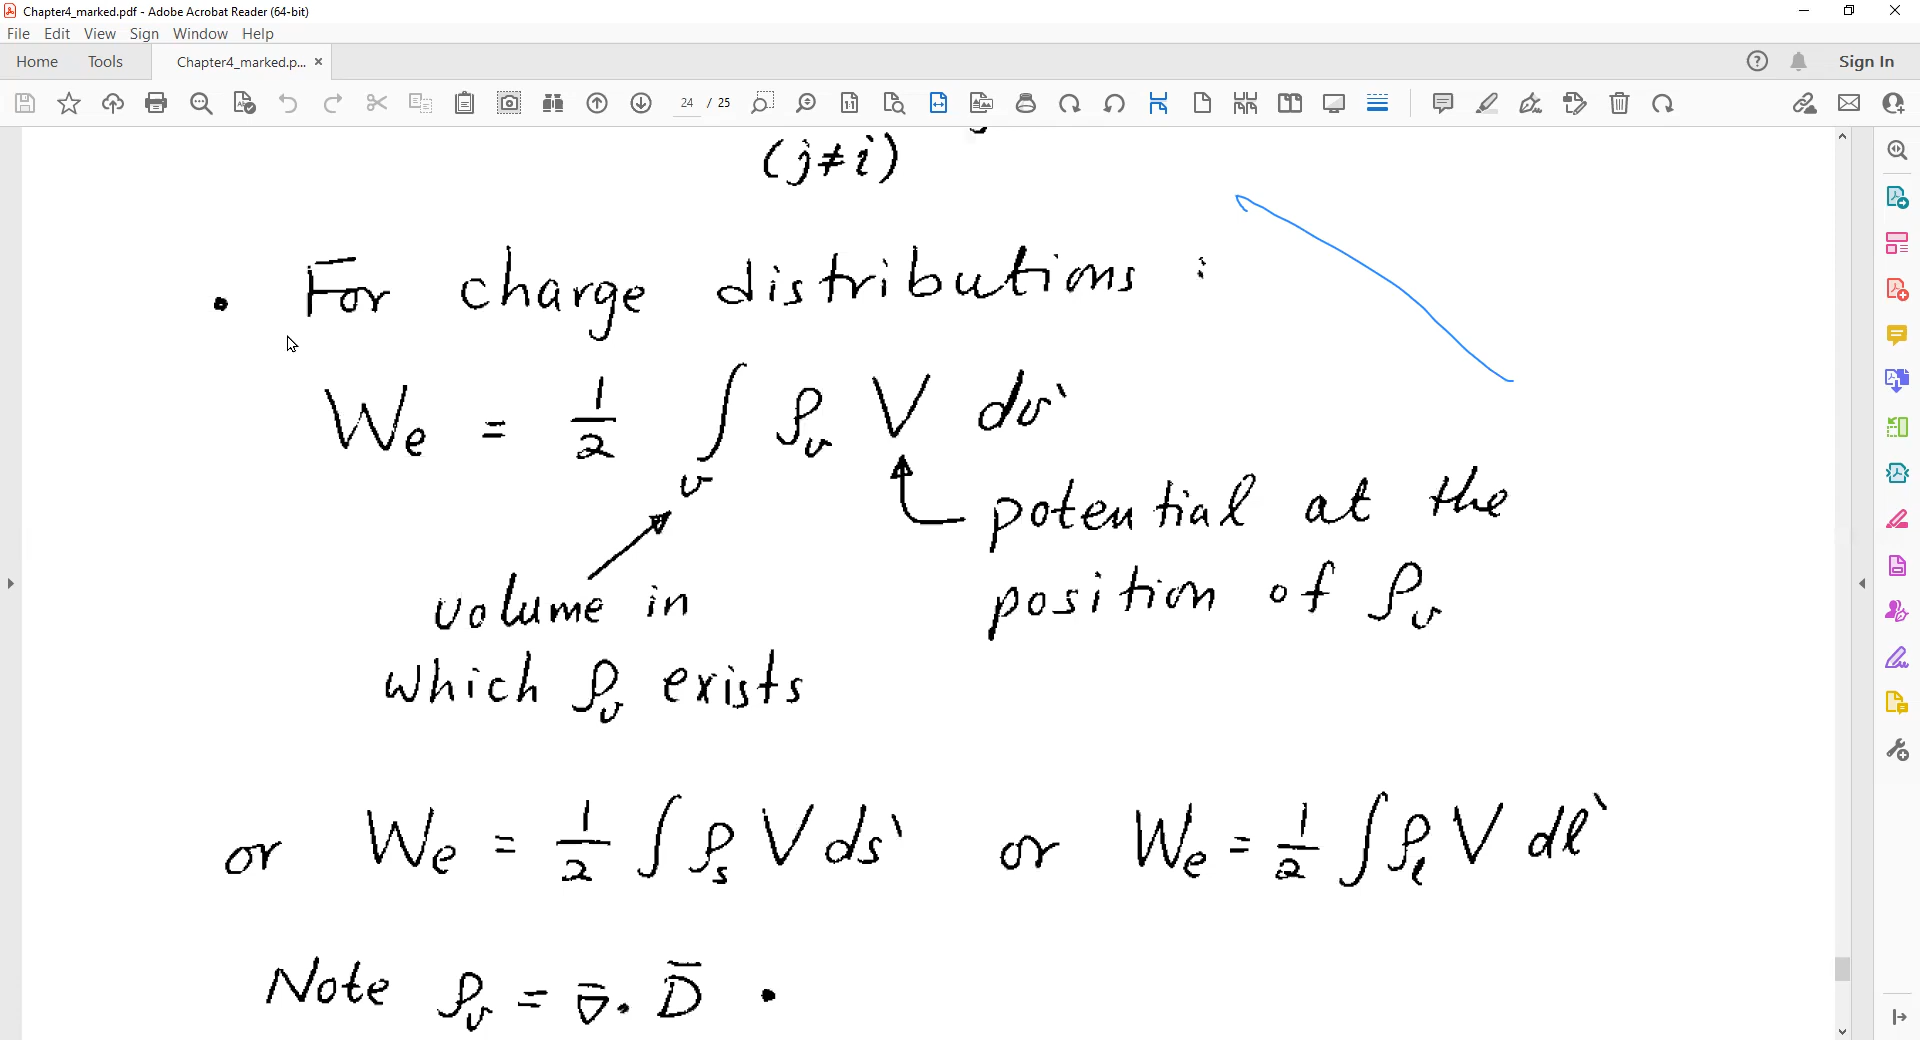 Chapter4_marked.pdf - Adobe Acrobat Reader (64-bit)
File Edit View Sign Window Help
Home Tools Chapter4_marked.p... × Sign In
24 / 25
(j≠i)
• For charge distributions :
We = 1/2 ∫v ρv V dv'
potential at the
position of ρv
volume in
which ρv exists
or We = 1/2 ∫ ρs V ds' or We = 1/2 ∫ ρl V dl'
Note ρv = ∇̄ · D̄ .